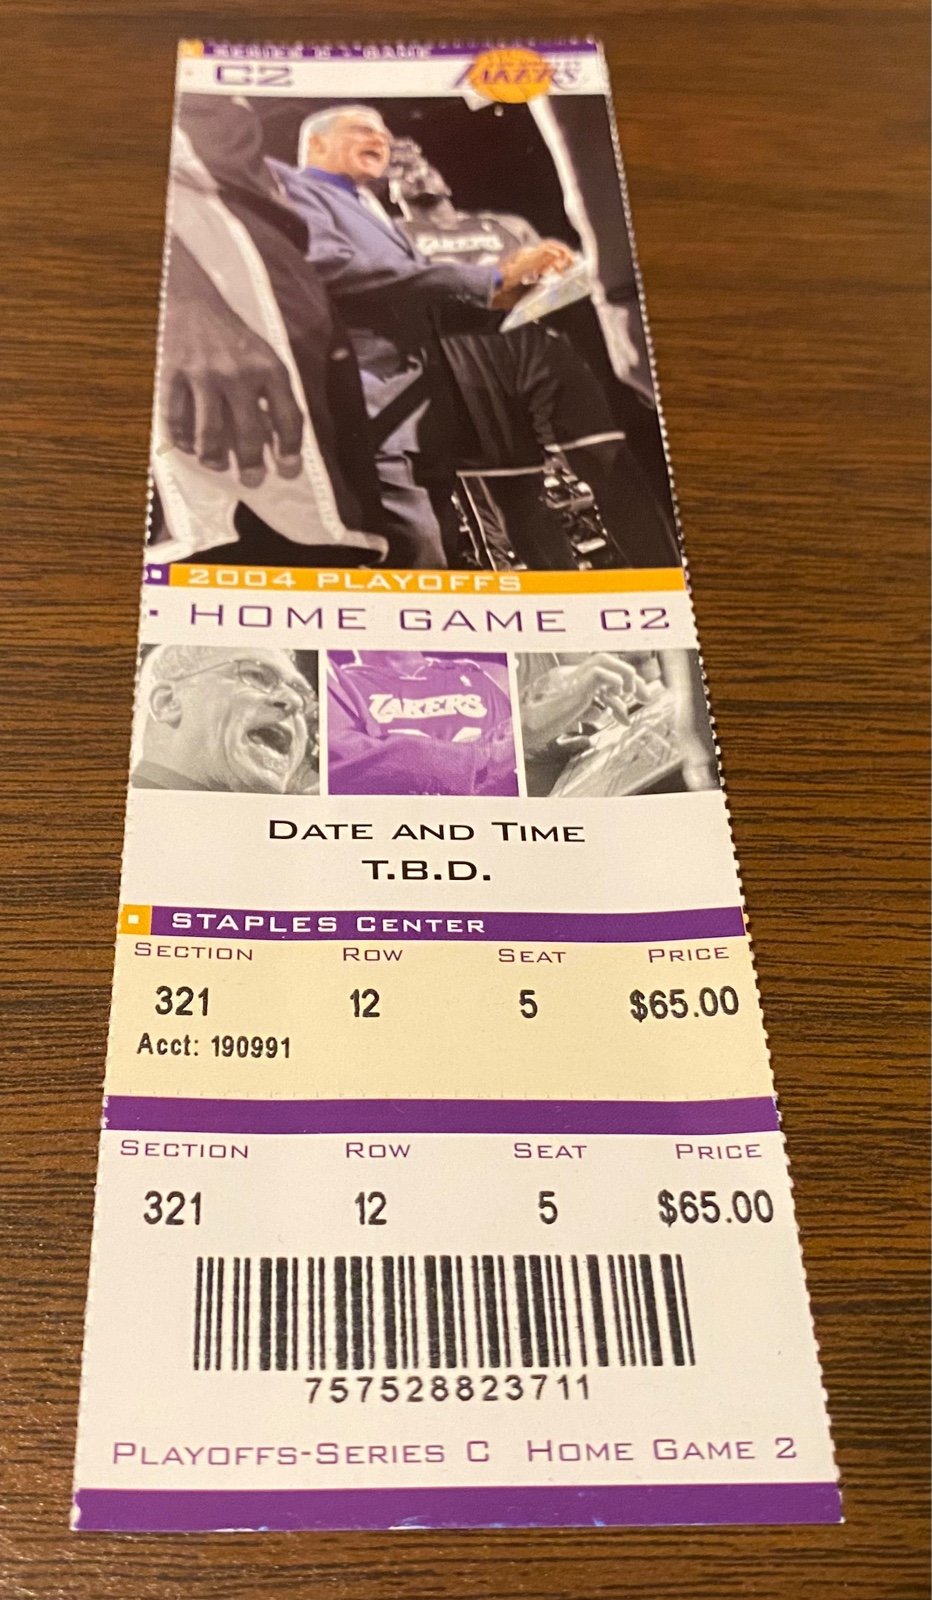 SERIES C • GAME
C2
LAKERS
LAKERS
2004 PLAYOFFS
HOME GAME C2
LAKERS
DATE AND TIME
T.B.D.
STAPLES CENTER
SECTION ROW SEAT PRICE
321 12 5 $65.00
Acct: 190991
SECTION ROW SEAT PRICE
321 12 5 $65.00
757528823711
PLAYOFFS-SERIES C HOME GAME 2